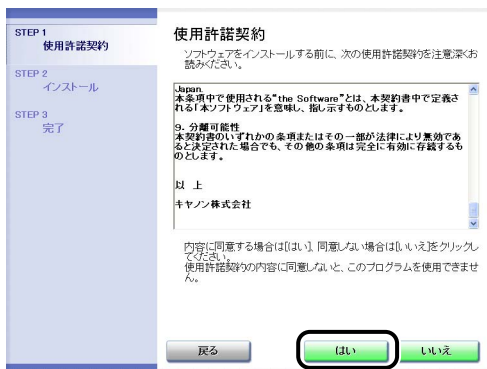 STEP 1
使用許諾契約
STEP 2
インストール
STEP 3
完了
使用許諾契約
ソフトウェアをインストールする前に、次の使用許諾契約を注意深くお
読みください。
Japan.
本条項中で使用される"the Software"とは、本契約書中で定義さ
れる「本ソフトウェア」を意味し、指し示すものとします。
9. 分離可能性
本契約書のいずれかの条項またはその一部が法律により無効であ
ると決定された場合でも、その他の条項は完全に有効に存続するも
のとします。
以 上
キヤノン株式会社
内容に同意する場合は[はい]、同意しない場合は[いいえ]をクリックし
てください。
使用許諾契約の内容に同意しないと、このプログラムを使用できませ
ん。
戻る
はい
いいえ